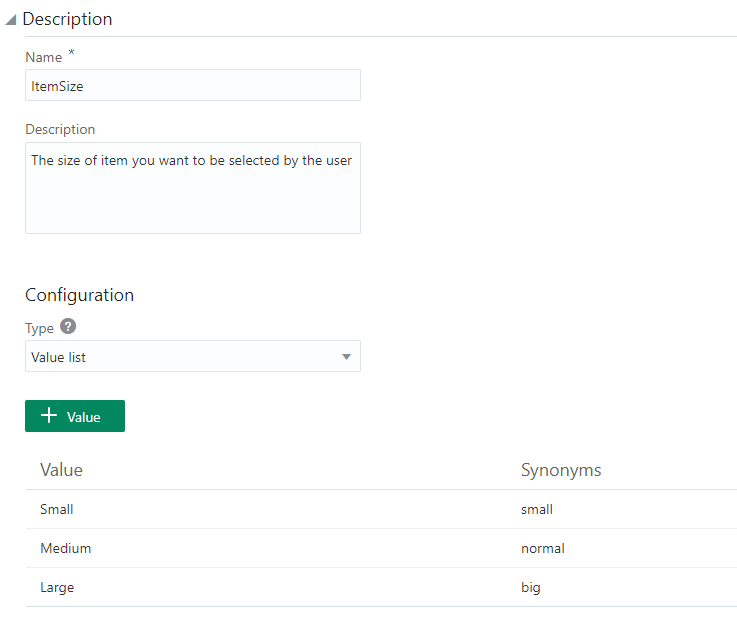 Description
Name *
ItemSize
Description
The size of item you want to be selected by the user
Configuration
Type ?
Value list
+ Value
Value Synonyms
Small small
Medium normal
Large big